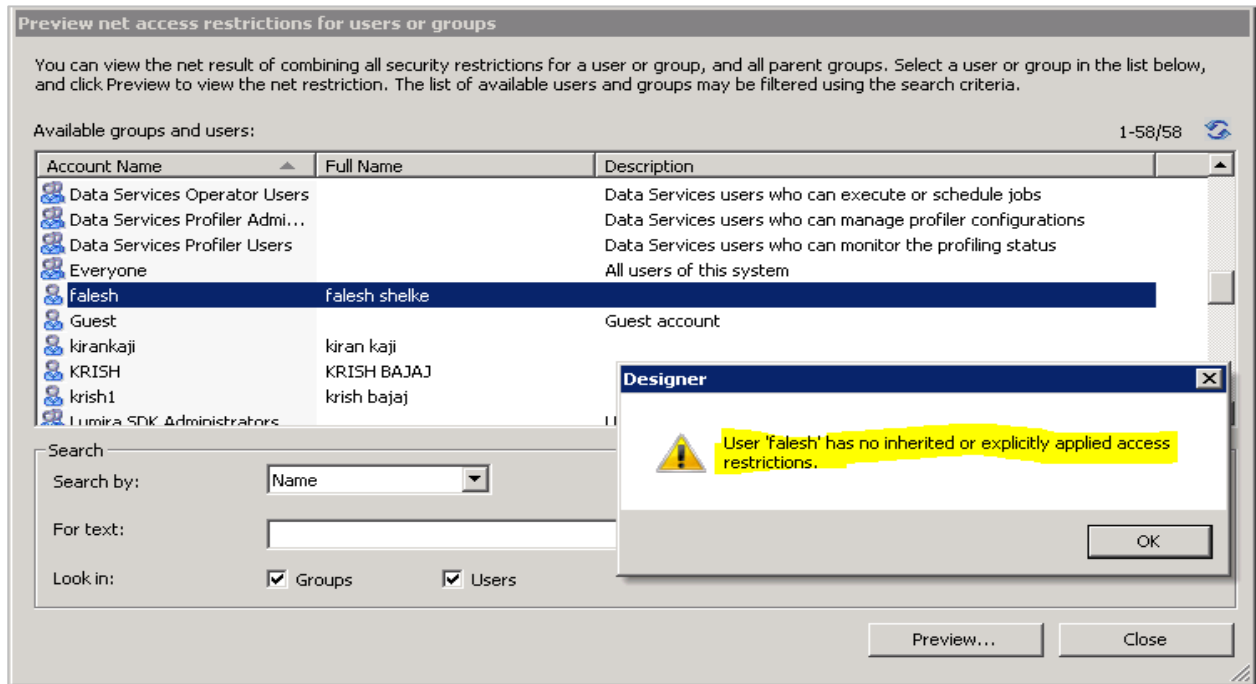 Preview net access restrictions for users or groups
You can view the net result of combining all security restrictions for a user or group, and all parent groups. Select a user or group in the list below,
and click Preview to view the net restriction. The list of available users and groups may be filtered using the search criteria.
Available groups and users:
1-58/58
Account Name Full Name Description
Data Services Operator Users Data Services users who can execute or schedule jobs
Data Services Profiler Admi... Data Services users who can manage profiler configurations
Data Services Profiler Users Data Services users who can monitor the profiling status
Everyone All users of this system
falesh falesh shelke
Guest Guest account
kirankaji kiran kaji
KRISH KRISH BAJAJ
krish1 krish bajaj
Lumira SDK Administrators
Designer
User 'falesh' has no inherited or explicitly applied access
restrictions.
OK
Search
Search by: Name
For text:
Look in: Groups Users
Preview... Close